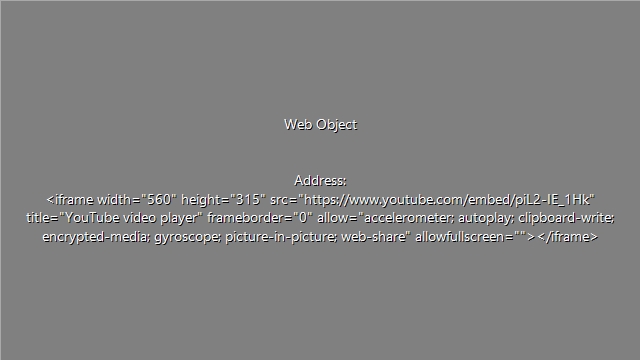 Web Object
Address:
<iframe width="560" height="315" src="https://www.youtube.com/embed/piL2-IE_1Hk"
title="YouTube video player" frameborder="0" allow="accelerometer; autoplay; clipboard-write;
encrypted-media; gyroscope; picture-in-picture; web-share" allowfullscreen=""></iframe>